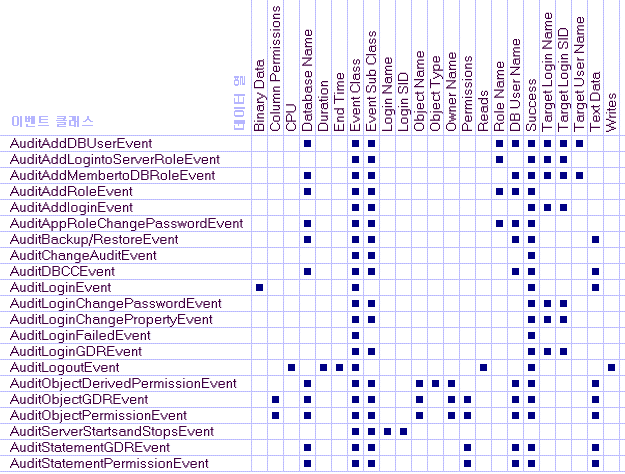 이벤트 클래스
데이터 열
Binary Data
Column Permissions
CPU
Database Name
Duration
End Time
Event Class
Event Sub Class
Login Name
Login SID
Object Name
Object Type
Owner Name
Permissions
Reads
Role Name
DB User Name
Success
Target Login Name
Target Login SID
Target User Name
Text Data
Writes
AuditAddDBUserEvent
AuditAddLogintoServerRoleEvent
AuditAddMembertoDBRoleEvent
AuditAddRoleEvent
AuditAddloginEvent
AuditAppRoleChangePasswordEvent
AuditBackup/RestoreEvent
AuditChangeAuditEvent
AuditDBCCEvent
AuditLoginEvent
AuditLoginChangePasswordEvent
AuditLoginChangePropertyEvent
AuditLoginFailedEvent
AuditLoginGDREvent
AuditLogoutEvent
AuditObjectDerivedPermissionEvent
AuditObjectGDREvent
AuditObjectPermissionEvent
AuditServerStartsandStopsEvent
AuditStatementGDREvent
AuditStatementPermissionEvent